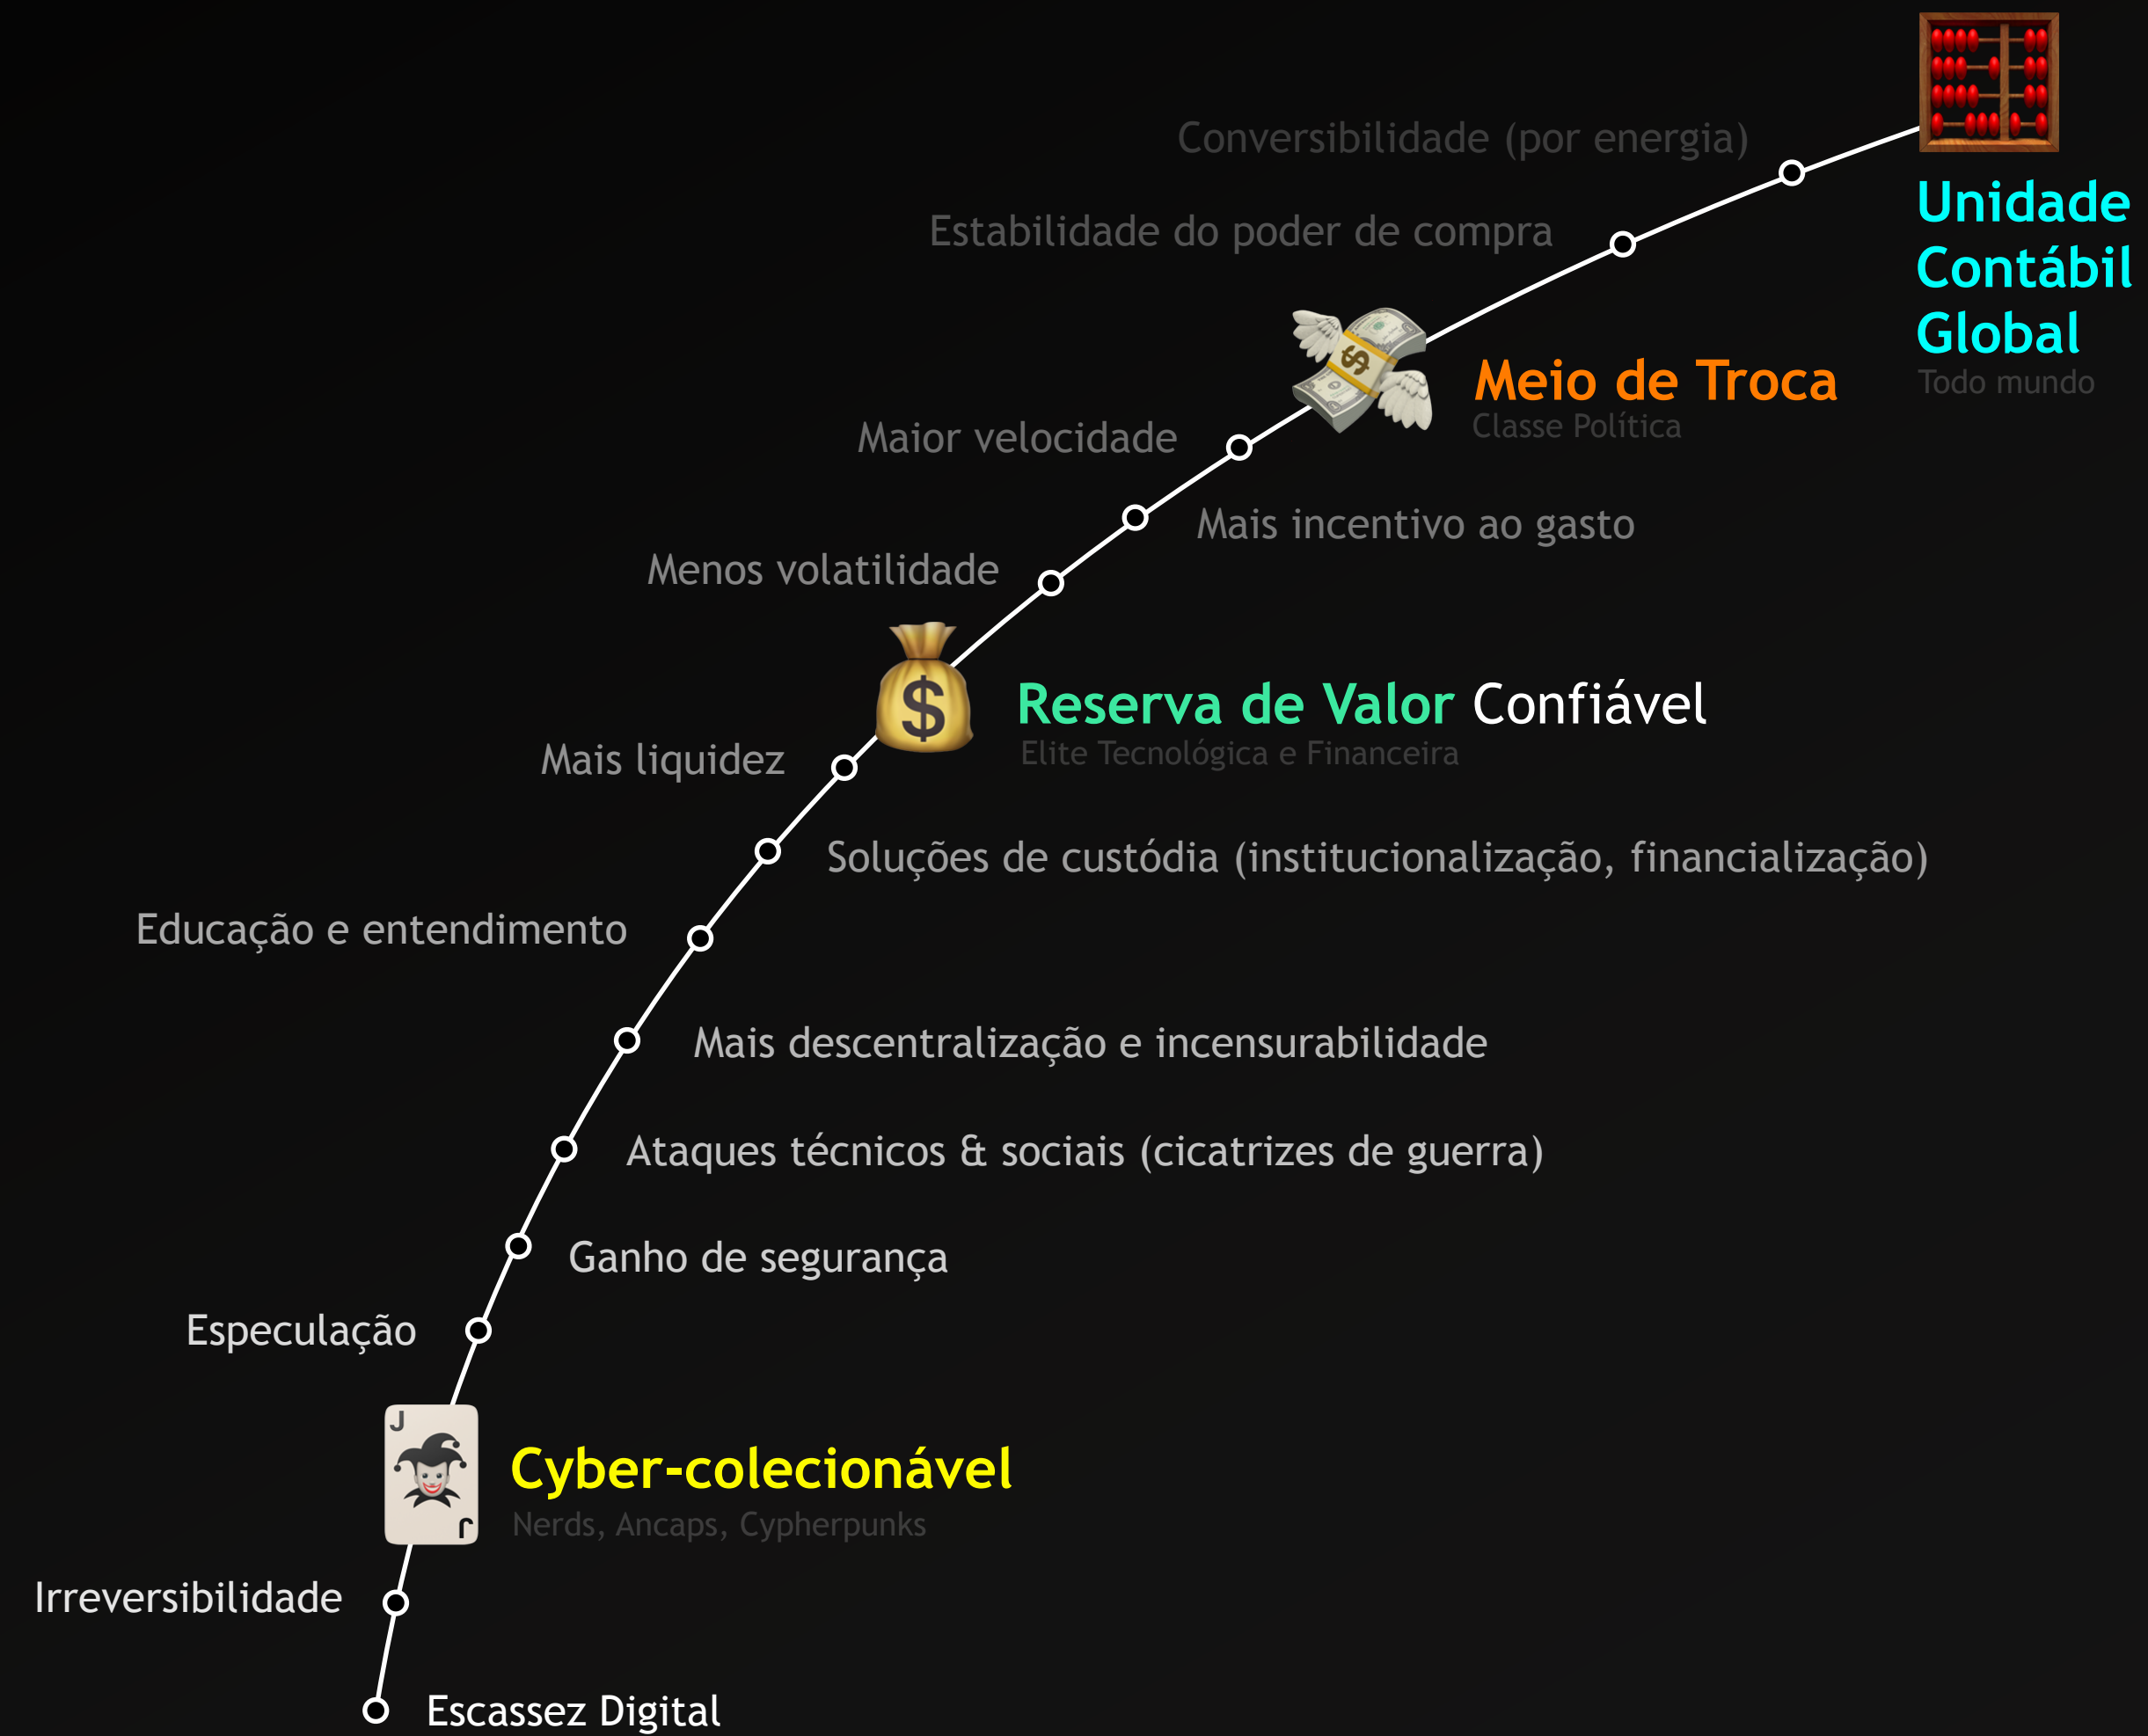 Conversibilidade (por energia)
Unidade
Contábil
Global
Todo mundo
Estabilidade do poder de compra
Meio de Troca
Classe Política
Maior velocidade
Mais incentivo ao gasto
Menos volatilidade
Reserva de Valor Confiável
Elite Tecnológica e Financeira
Mais liquidez
Soluções de custódia (institucionalização, financialização)
Educação e entendimento
Mais descentralização e incensurabilidade
Ataques técnicos & sociais (cicatrizes de guerra)
Ganho de segurança
Especulação
J
J
Cyber-colecionável
Nerds, Ancaps, Cypherpunks
Irreversibilidade
Escassez Digital